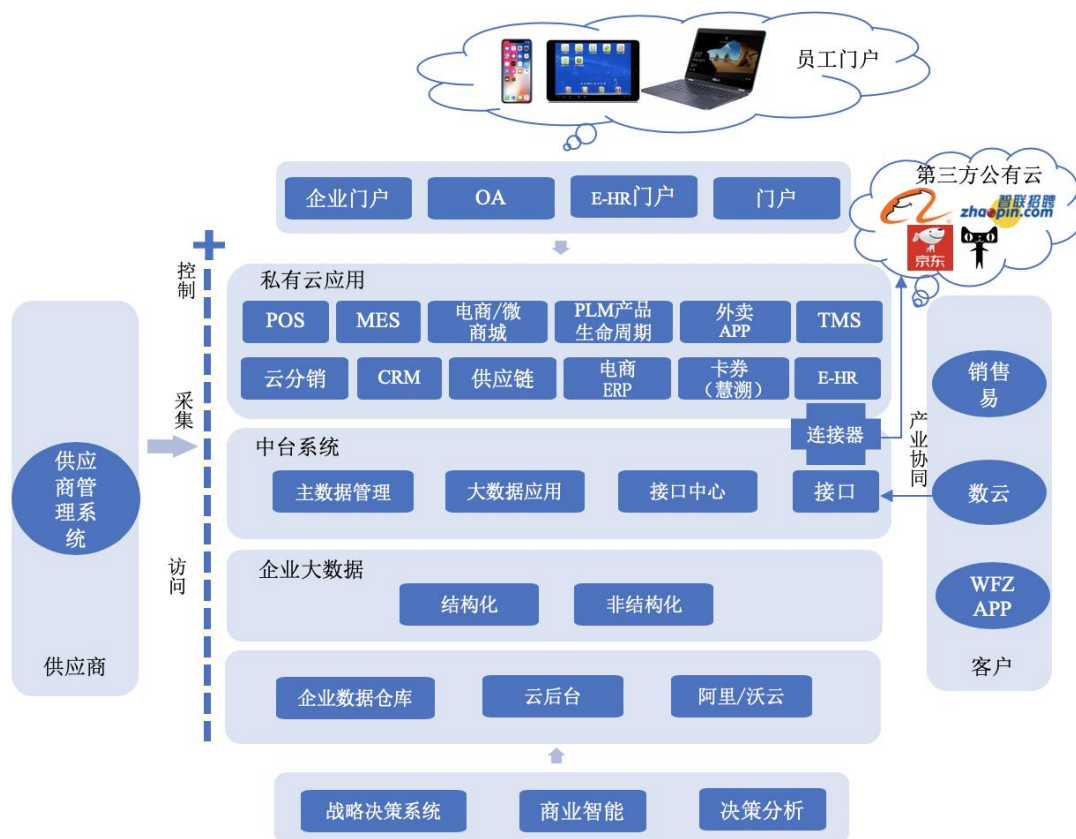 员工门户
企业门户
OA
E-HR门户
门户
第三方公有云
智联招聘
zhaopin.com
京东
控制
采集
访问
私有云应用
POS
MES
电商/微
商城
PLM产品
生命周期
外卖
APP
TMS
云分销
CRM
供应链
电商
ERP
卡券
（慧溯）
E-HR
连接器
产业协同
中台系统
主数据管理
大数据应用
接口中心
接口
企业大数据
结构化
非结构化
企业数据仓库
云后台
阿里/沃云
战略决策系统
商业智能
决策分析
供应
商管
理系
统
供应商
销售
易
数云
WFZ
APP
客户